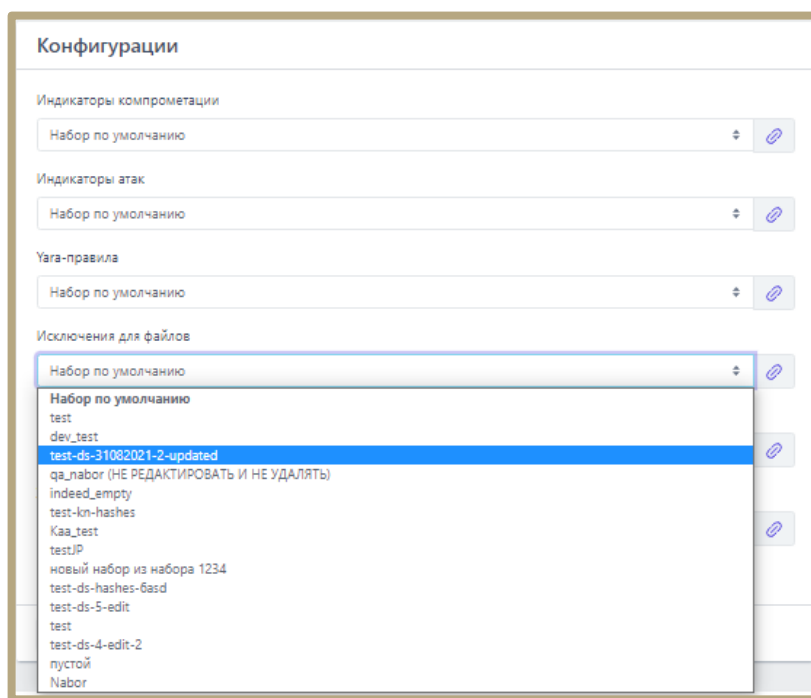 Конфигурации
Индикаторы компрометации
Набор по умолчанию
Индикаторы атак
Набор по умолчанию
Yara-правила
Набор по умолчанию
Исключения для файлов
Набор по умолчанию
Набор по умолчанию
test
dev_test
test-ds-31082021-2-updated
qa_nabor (НЕ РЕДАКТИРОВАТЬ И НЕ УДАЛЯТЬ)
indeed_empty
test-kn-hashes
Kaa_test
testJP
новый набор из набора 1234
test-ds-hashes-6asd
test-ds-5-edit
test
test-ds-4-edit-2
пустой
Nabor